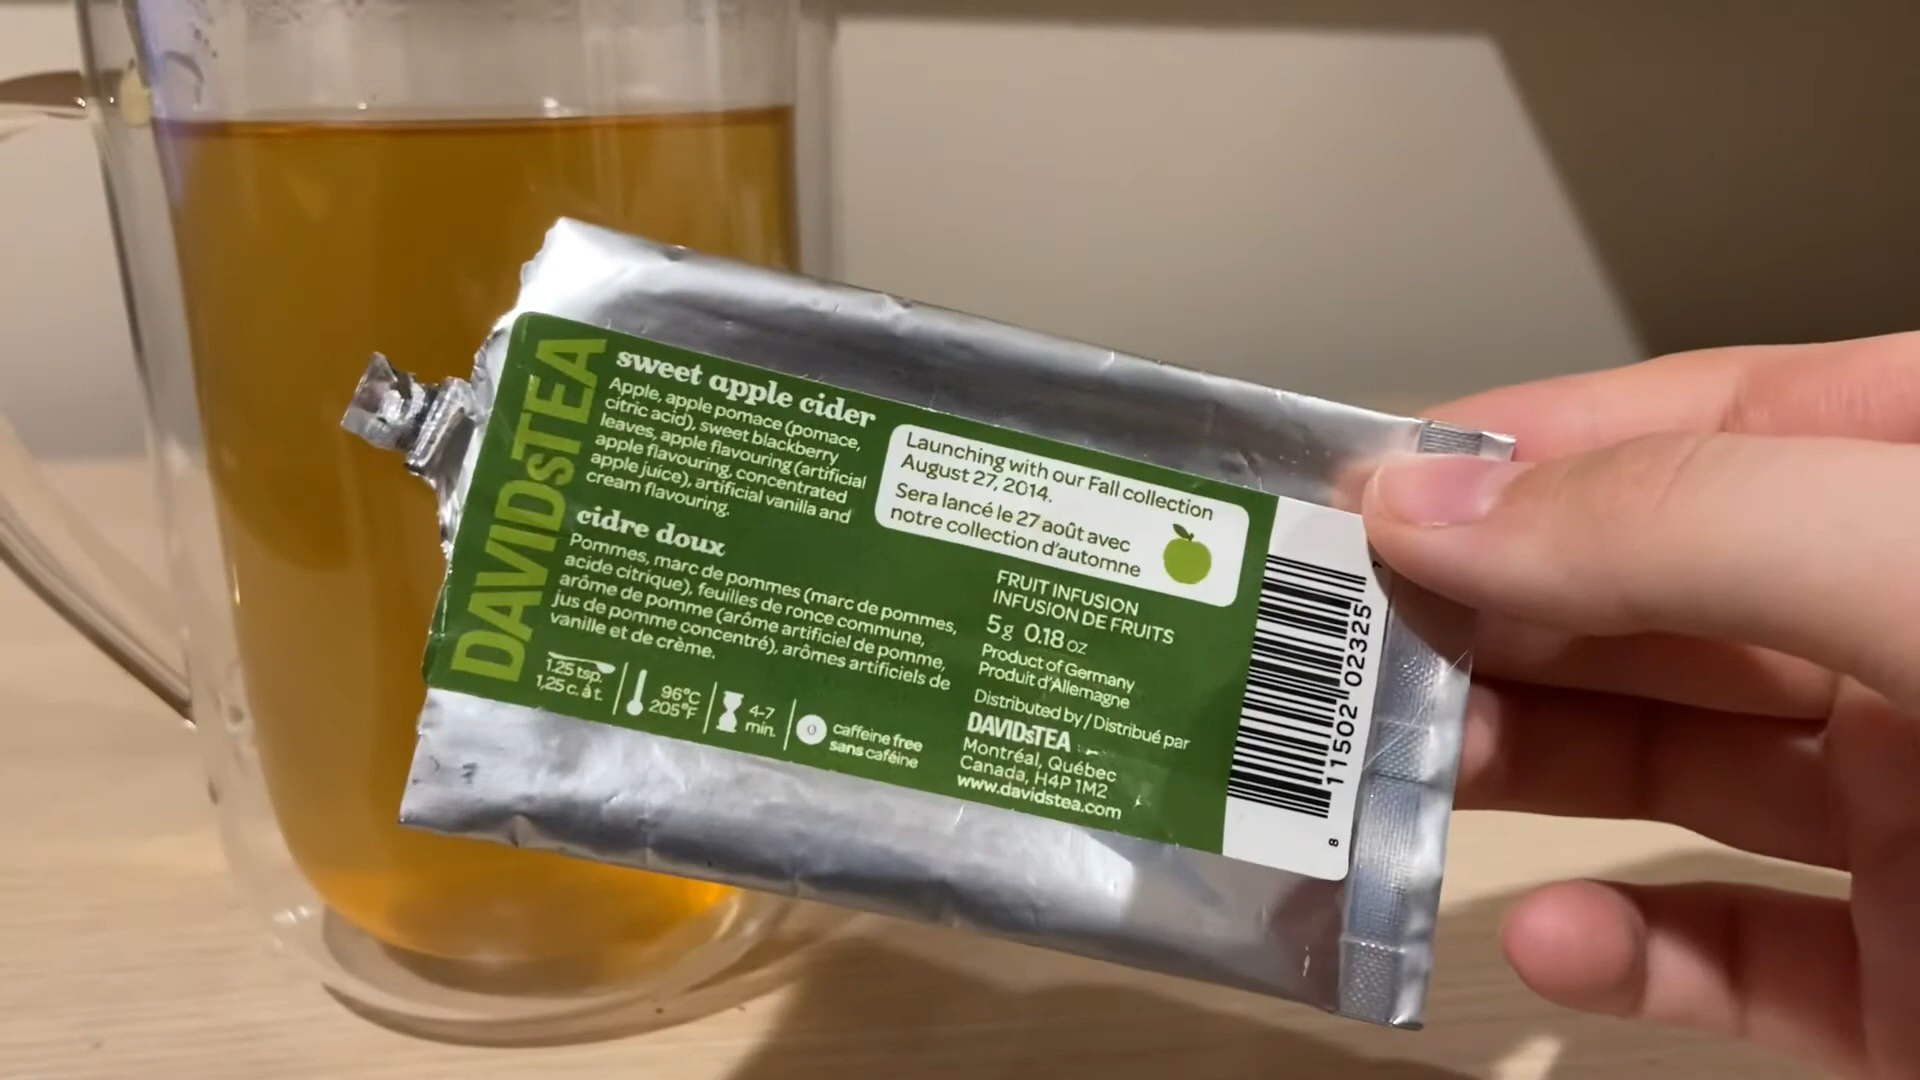 DAVIDsTEA
sweet apple cider
Apple, apple pomace (pomace,
citric acid), sweet blackberry
leaves, apple flavouring (artificial
apple flavouring, concentrated
apple juice), artificial vanilla and
cream flavouring.
cidre doux
Pommes, marc de pommes (marc de pommes,
acide citrique), feuilles de ronce commune,
arôme de pomme (arôme artificiel de pomme,
jus de pomme concentré), arômes artificiels de
vanille et de crème.
1.25 tsp.
1,25 c. à t.
96°C
205°F
4-7
min.
0
caffeine free
sans caféine
Launching with our Fall collection
August 27, 2014.
Sera lancé le 27 août avec
notre collection d'automne
FRUIT INFUSION
INFUSION DE FRUITS
5g 0.18 oz
Product of Germany
Produit d'Allemagne
Distributed by / Distribué par
DAVIDsTEA
Montréal, Québec
Canada, H4P 1M2
www.davidstea.com
8 11502 02325